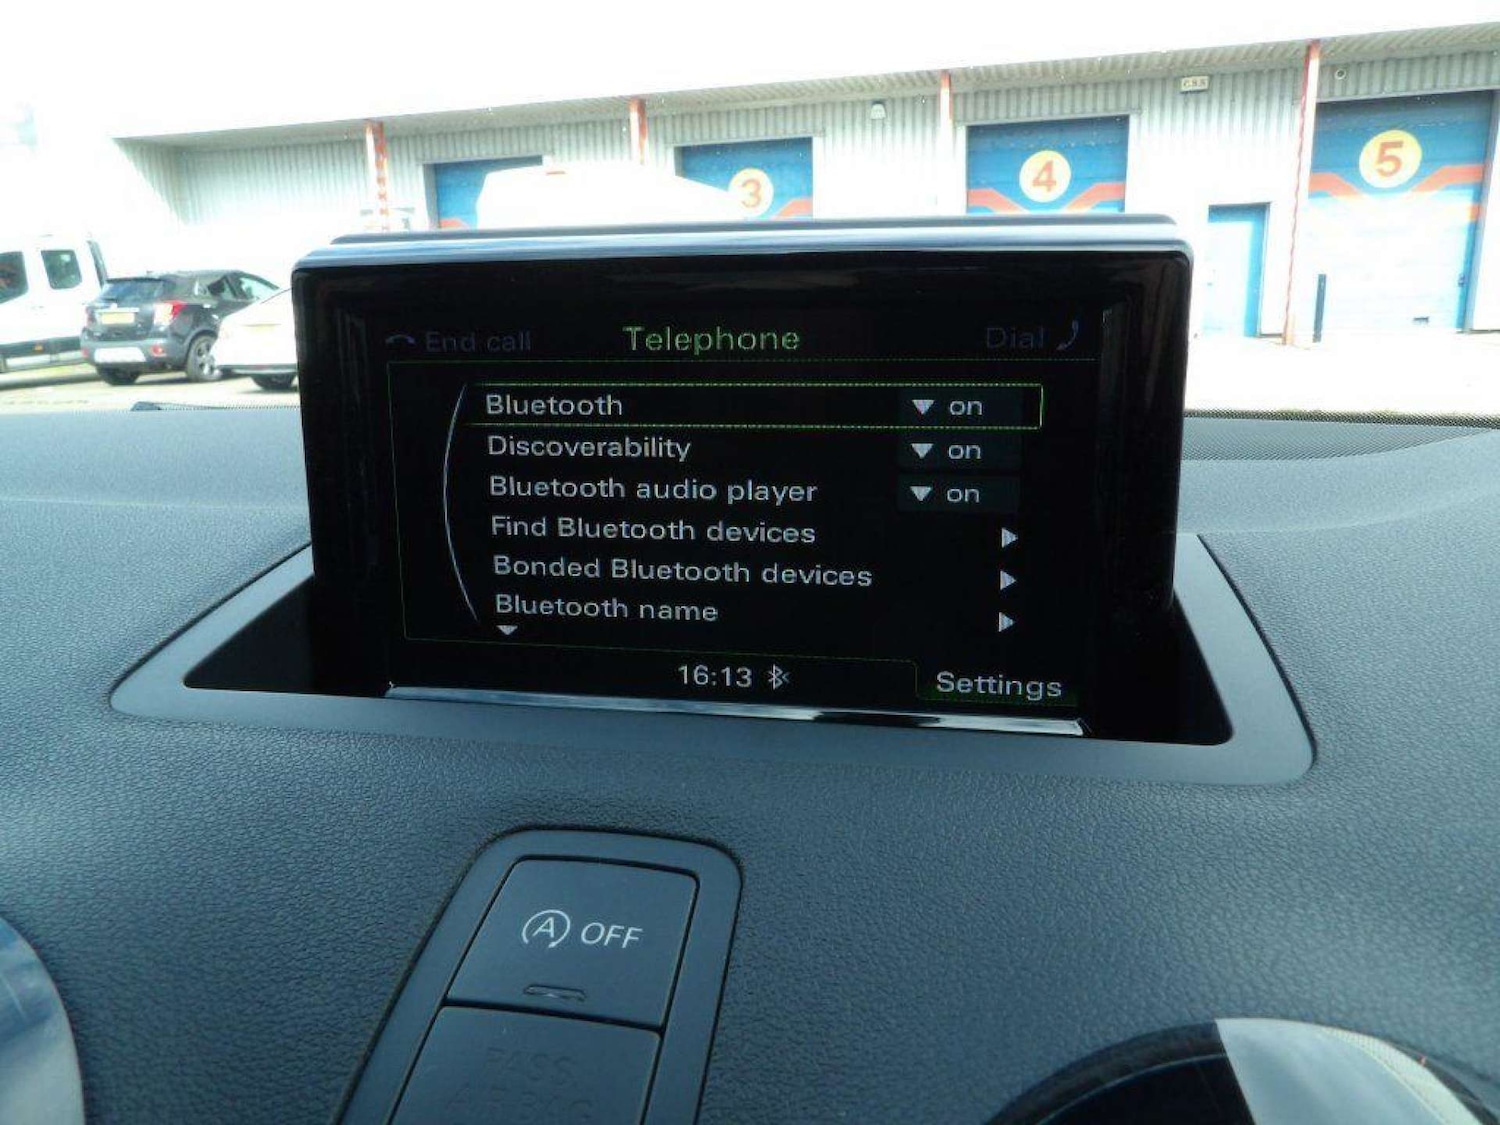 3
4
5
End call
Telephone
Dial
Bluetooth on
Discoverability on
Bluetooth audio player on
Find Bluetooth devices
Bonded Bluetooth devices
Bluetooth name
16:13
Settings
A OFF
PASS